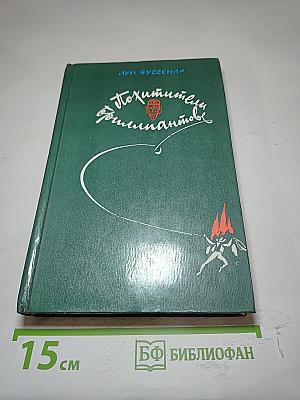 ЛУИ БУССЕНАР
Похитители
бриллиантов
15 см
БФ БИБЛИОФАН